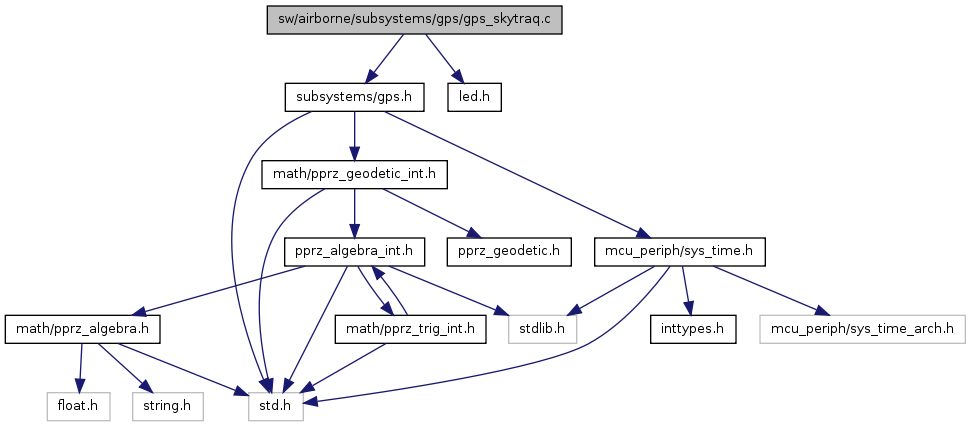 sw/airborne/subsystems/gps/gps_skytraq.c
subsystems/gps.h
led.h
math/pprz_geodetic_int.h
pprz_algebra_int.h
pprz_geodetic.h
mcu_periph/sys_time.h
math/pprz_algebra.h
math/pprz_trig_int.h
stdlib.h
inttypes.h
mcu_periph/sys_time_arch.h
float.h
string.h
std.h